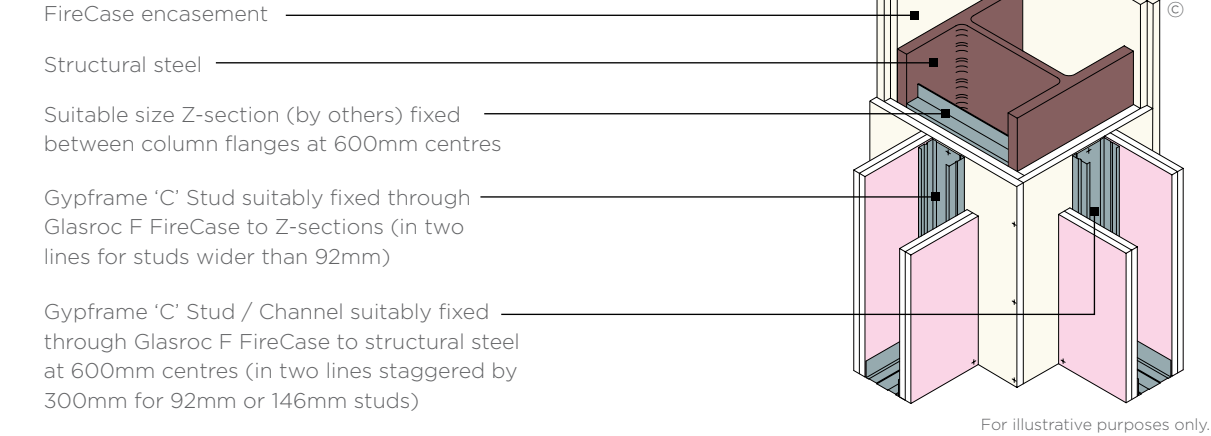 FireCase encasement
©
Structural steel
Suitable size Z-section (by others) fixed
between column flanges at 600mm centres
Gypframe ‘C’ Stud suitably fixed through
Glasroc F FireCase to Z-sections (in two
lines for studs wider than 92mm)
Gypframe ‘C’ Stud / Channel suitably fixed
through Glasroc F FireCase to structural steel
at 600mm centres (in two lines staggered by
300mm for 92mm or 146mm studs)
For illustrative purposes only.